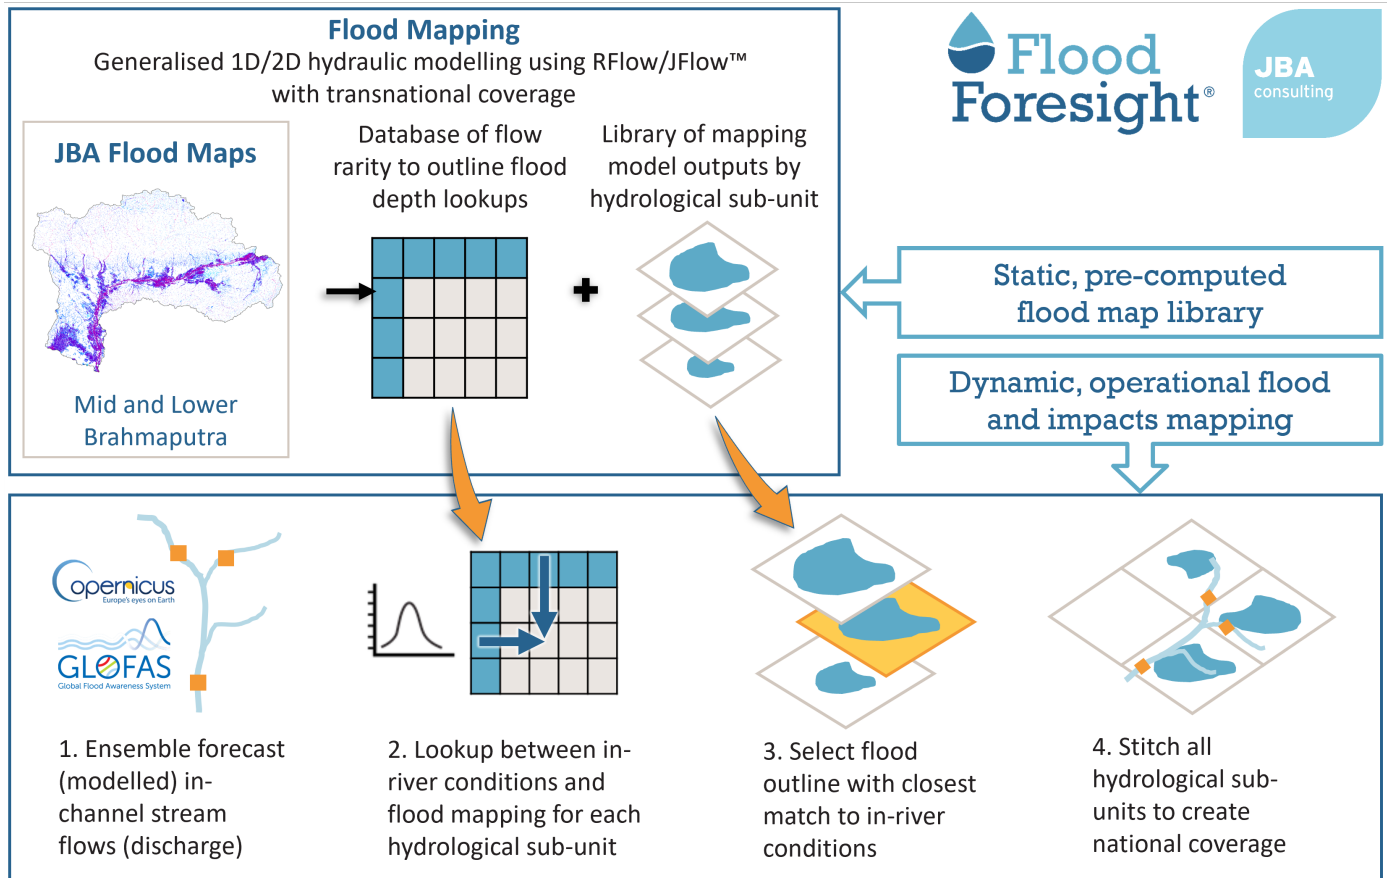 Flood Mapping
Generalised 1D/2D hydraulic modelling using RFlow/JFlow™
with transnational coverage
JBA Flood Maps
Mid and Lower
Brahmaputra
Database of flow
rarity to outline flood
depth lookups
Library of mapping
model outputs by
hydrological sub-unit
Flood
Foresight®
JBA
consulting
Static, pre-computed
flood map library
Dynamic, operational flood
and impacts mapping
Copernicus
Europe's eyes on Earth
GLOFAS
Global Flood Awareness System
1. Ensemble forecast
(modelled) in-
channel stream
flows (discharge)
2. Lookup between in-
river conditions and
flood mapping for each
hydrological sub-unit
3. Select flood
outline with closest
match to in-river
conditions
4. Stitch all
hydrological sub-
units to create
national coverage